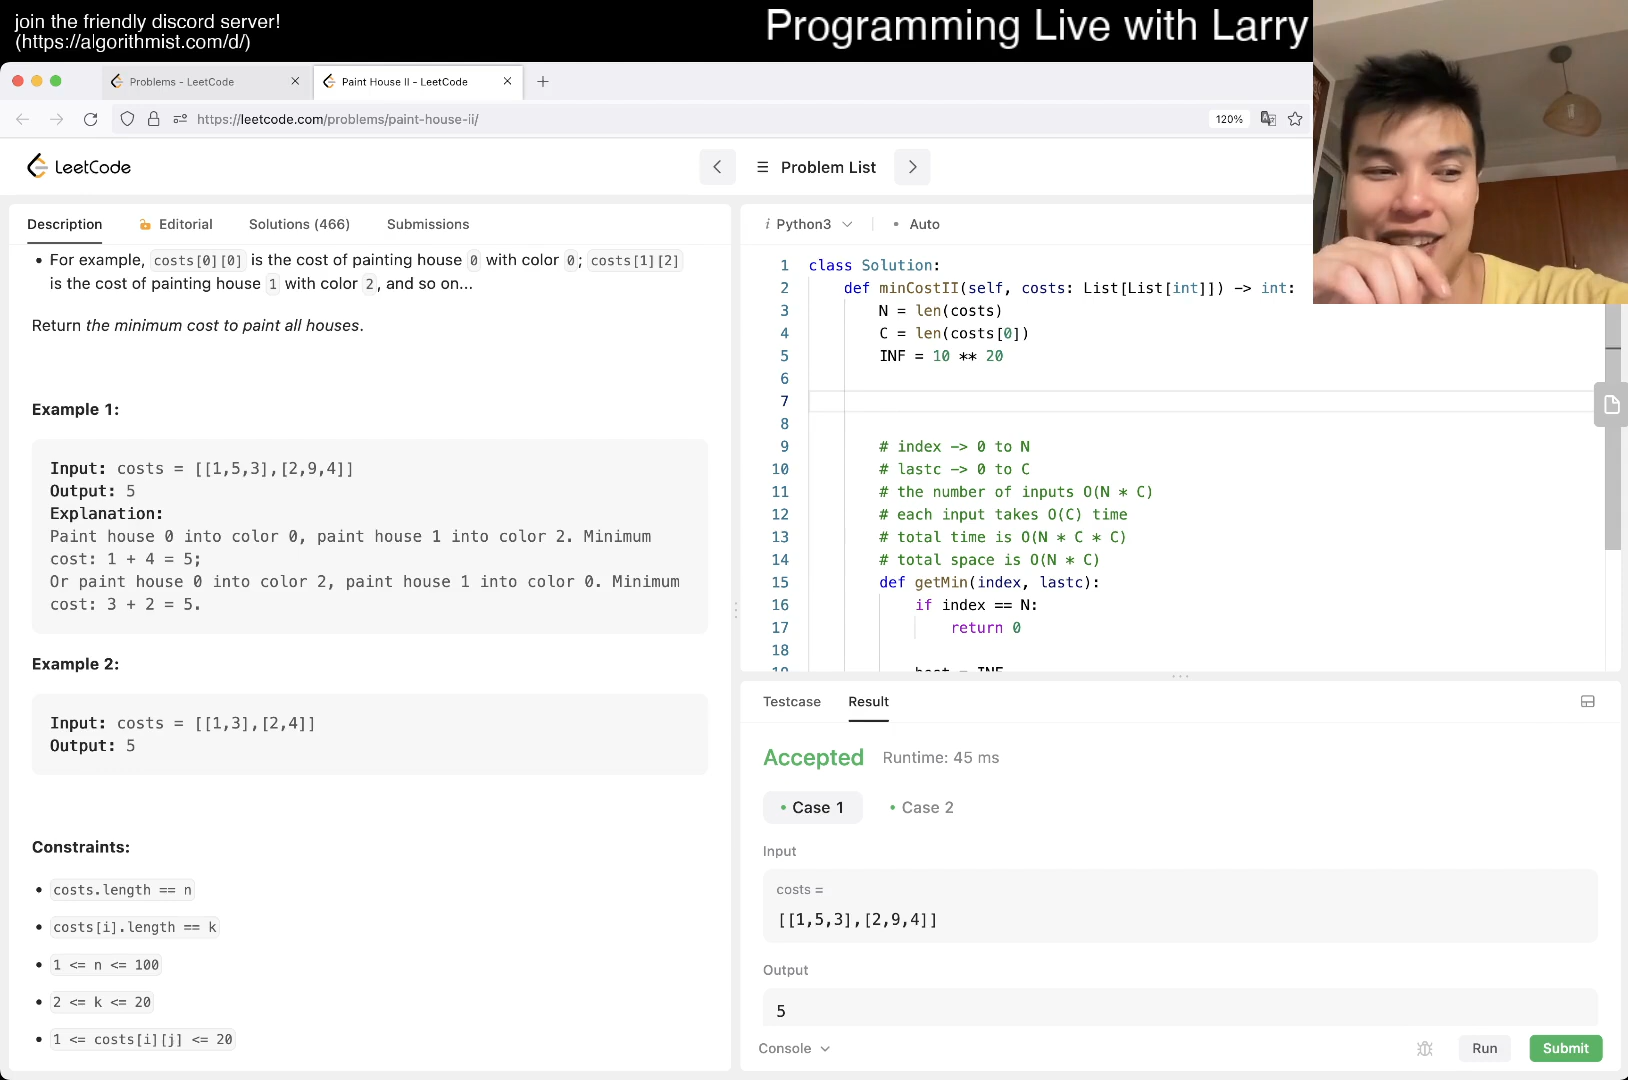 join the friendly discord server!
(https://algorithmist.com/d/)
Programming Live with Larry
Problems - LeetCode
Paint House II - LeetCode
https://leetcode.com/problems/paint-house-ii/
120%
LeetCode
Problem List
Description
Editorial
Solutions (466)
Submissions
• For example, costs[0][0] is the cost of painting house 0 with color 0; costs[1][2]
is the cost of painting house 1 with color 2, and so on...
Return the minimum cost to paint all houses.
Example 1:
Input: costs = [[1,5,3],[2,9,4]]
Output: 5
Explanation:
Paint house 0 into color 0, paint house 1 into color 2. Minimum
cost: 1 + 4 = 5;
Or paint house 0 into color 2, paint house 1 into color 0. Minimum
cost: 3 + 2 = 5.
Example 2:
Input: costs = [[1,3],[2,4]]
Output: 5
Constraints:
• costs.length == n
• costs[i].length == k
• 1 <= n <= 100
• 2 <= k <= 20
• 1 <= costs[i][j] <= 20
i Python3
• Auto
1 class Solution:
2 def minCostII(self, costs: List[List[int]]) -> int:
3 N = len(costs)
4 C = len(costs[0])
5 INF = 10 ** 20
6
7
8
9 # index -> 0 to N
10 # lastc -> 0 to C
11 # the number of inputs O(N * C)
12 # each input takes O(C) time
13 # total time is O(N * C * C)
14 # total space is O(N * C)
15 def getMin(index, lastc):
16 if index == N:
17 return 0
18
19 best = INF
Testcase
Result
Accepted Runtime: 45 ms
• Case 1
• Case 2
Input
costs =
[[1,5,3],[2,9,4]]
Output
5
Console
Run
Submit